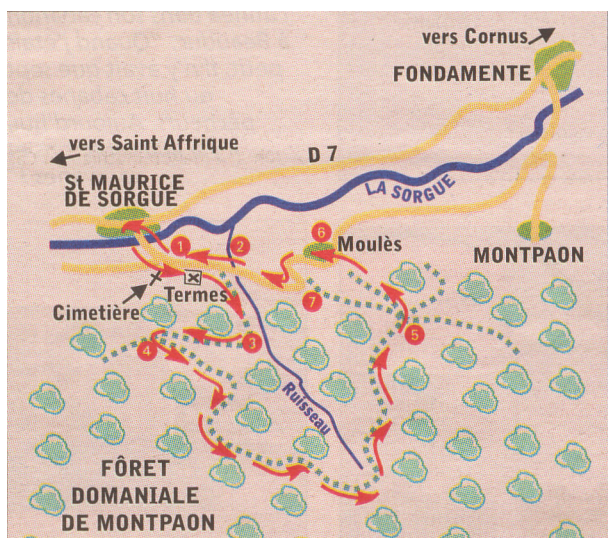 vers Cornus
FONDAMENTE
vers Saint Affrique
D 7
St MAURICE
DE SORGUE
LA SORGUE
6
1
2
Moulès
MONTPAON
Termes
Cimetière
7
3
4
5
Ruisseau
FÔRET
DOMANIALE
DE MONTPAON